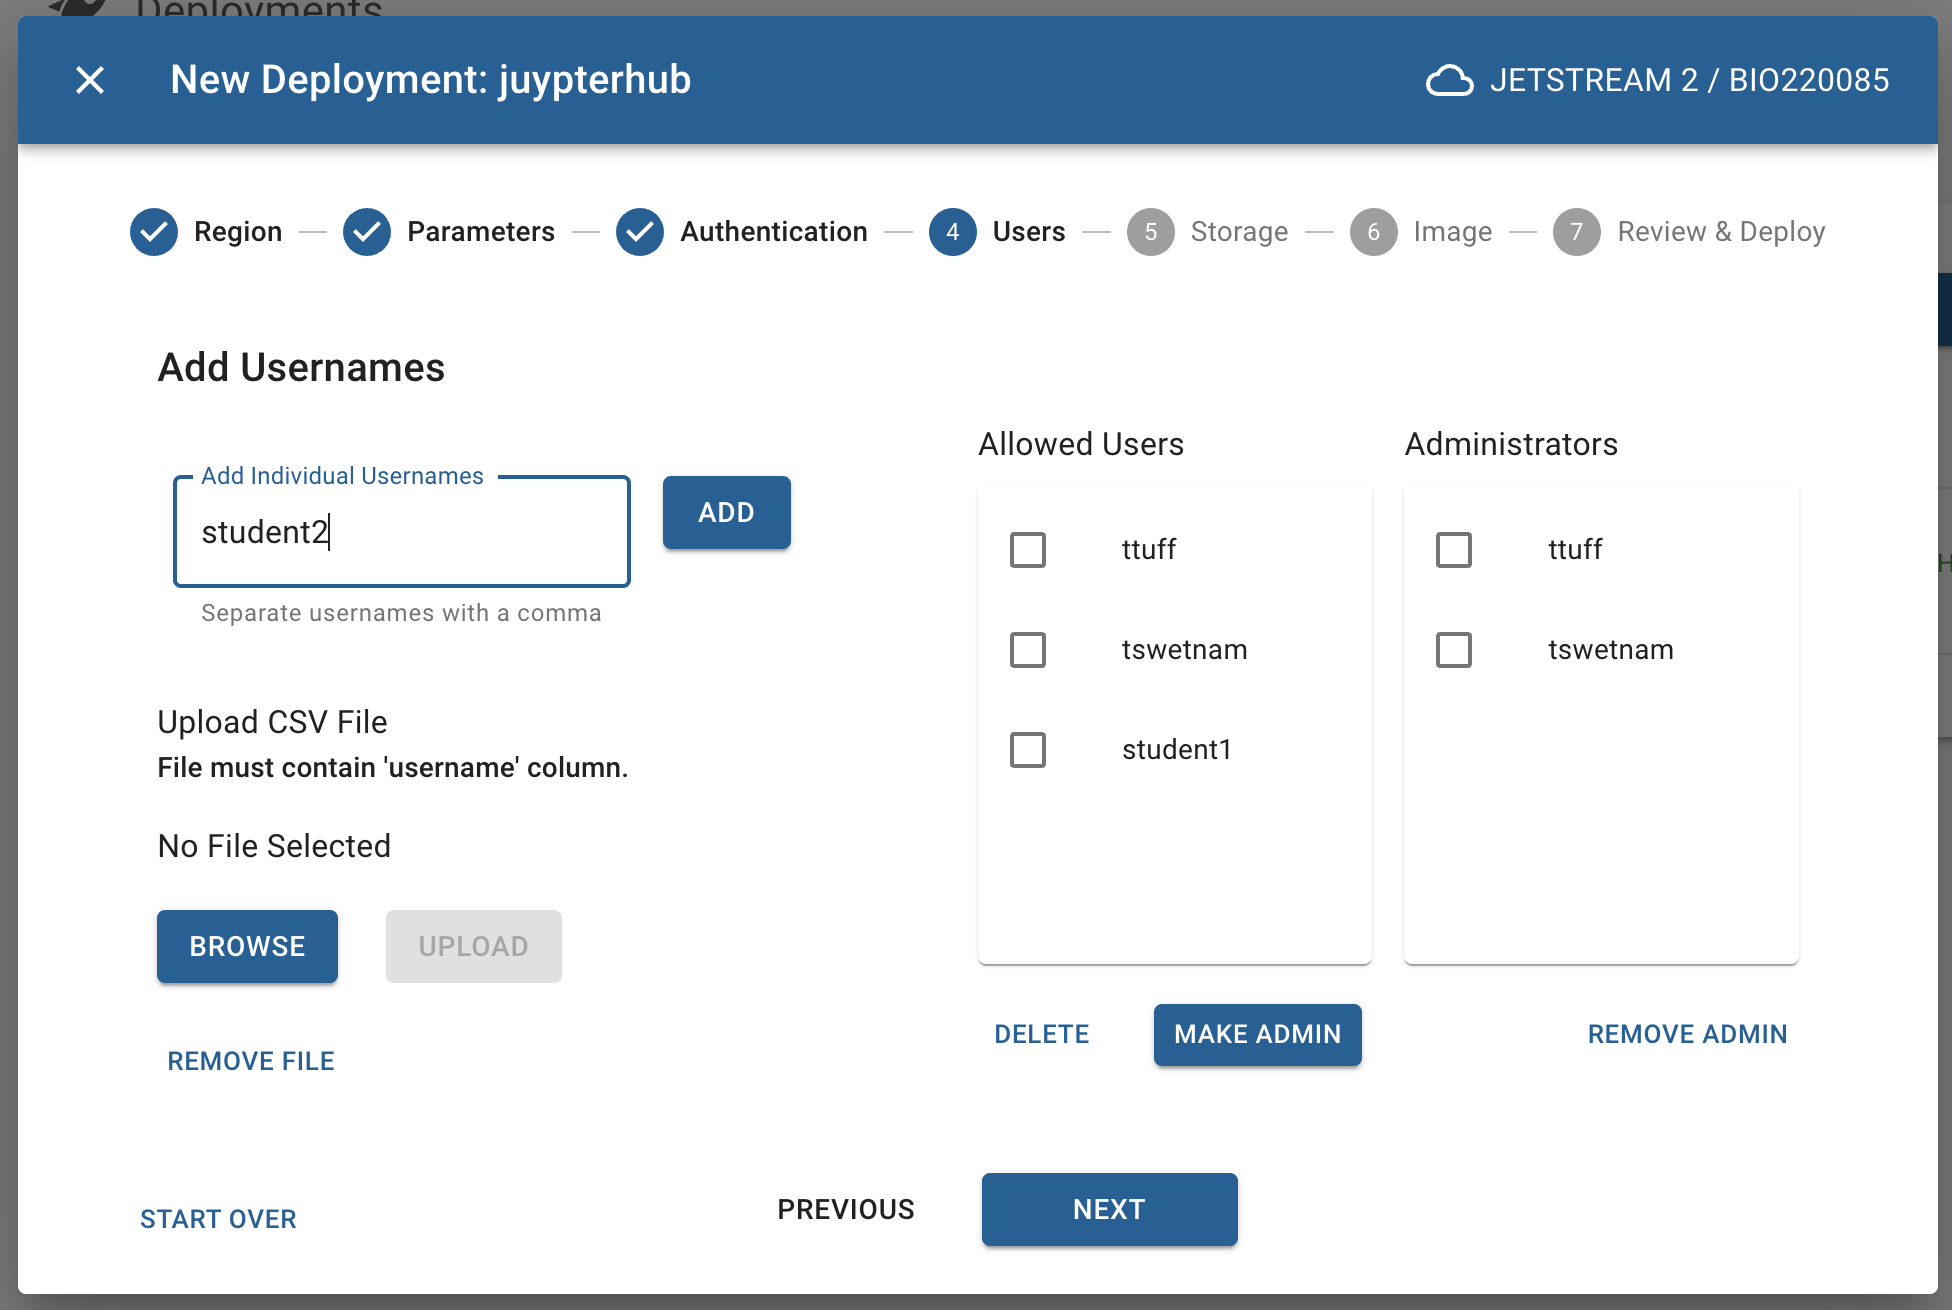 Deployments
New Deployment: juypterhub
JETSTREAM 2 / BIO220085
Region
Parameters
Authentication
4 Users
5 Storage
6 Image
7 Review & Deploy
Add Usernames
Add Individual Usernames
student2
ADD
Separate usernames with a comma
Upload CSV File
File must contain 'username' column.
No File Selected
BROWSE
UPLOAD
REMOVE FILE
Allowed Users
ttuff
tswetnam
student1
DELETE
MAKE ADMIN
Administrators
ttuff
tswetnam
REMOVE ADMIN
START OVER
PREVIOUS
NEXT